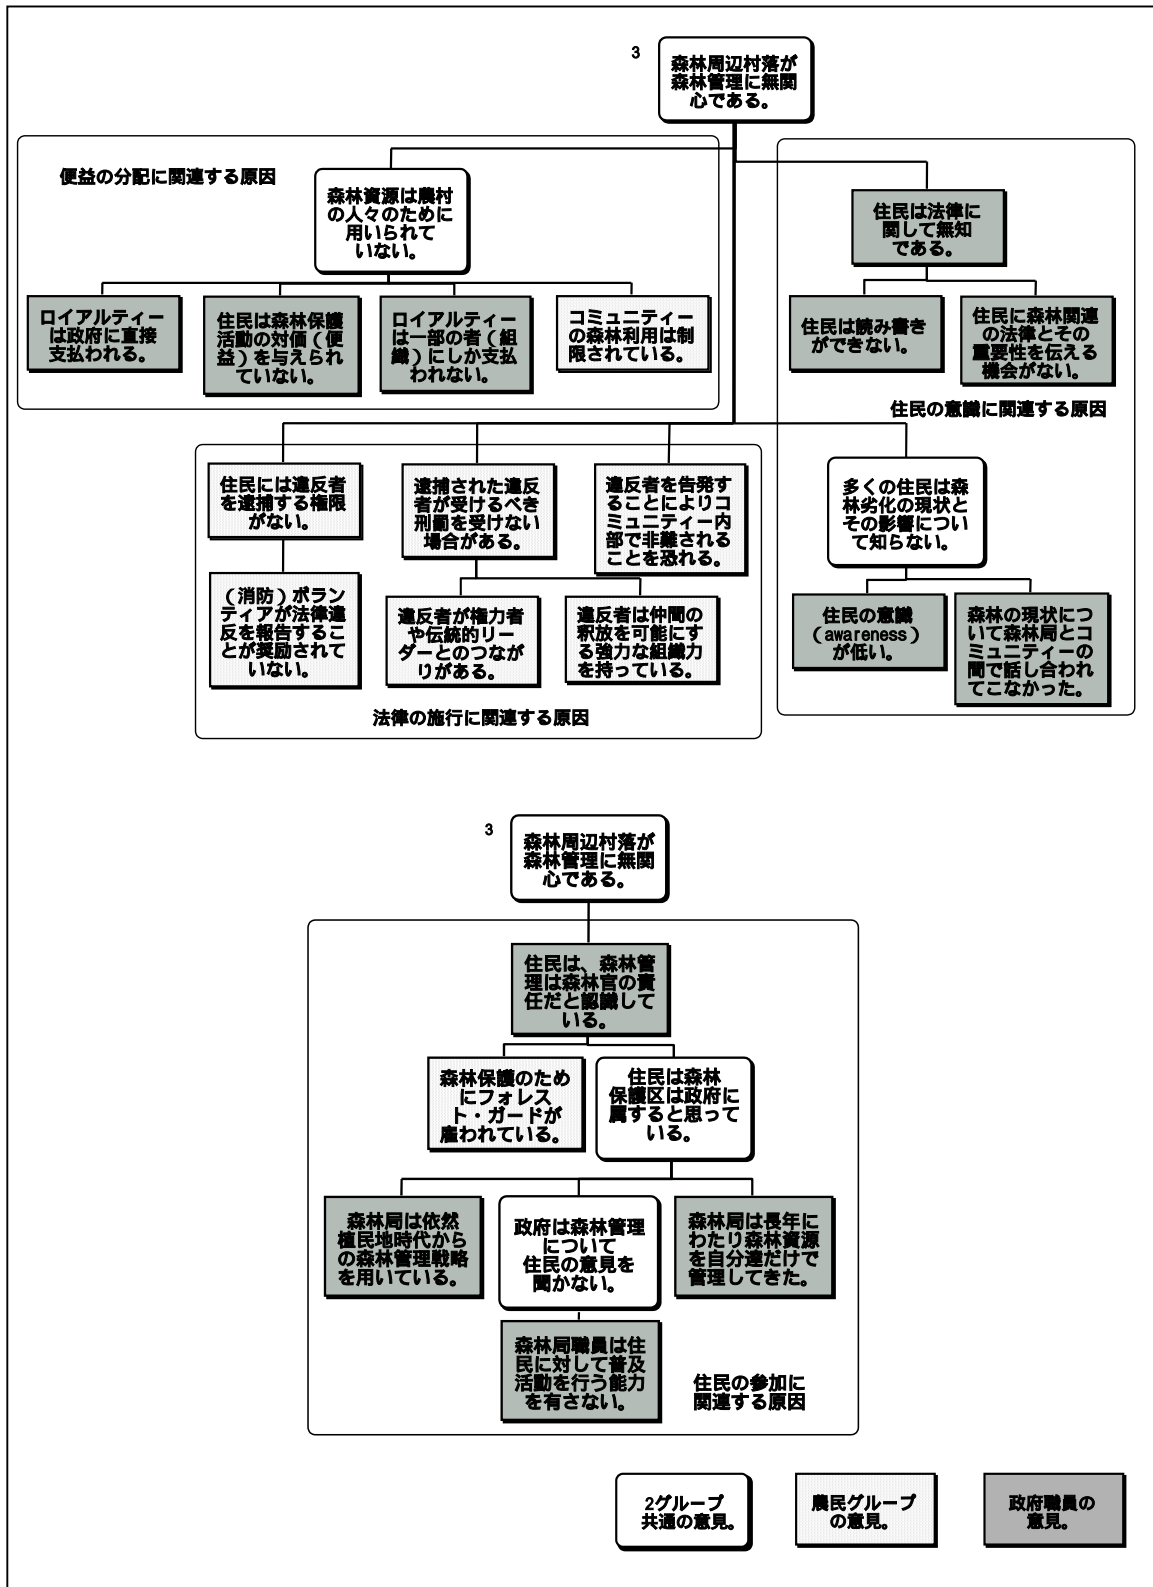 3
森林周辺村落が
森林管理に無関
心である。
便益の分配に関連する原因
森林資源は農村
の人々のために
用いられて
いない。
ロイアルティー
は政府に直接
支払われる。
住民は森林保護
活動の対価（便
益）を与えられ
ていない。
ロイアルティー
は一部の者（組
織）にしか支払
われない。
コミュニティー
の森林利用は制
限されている。
住民は法律に
関して無知
である。
住民は読み書き
ができない。
住民に森林関連
の法律とその
重要性を伝える
機会がない。
住民の意識に関連する原因
住民には違反者
を逮捕する権限
がない。
逮捕された違反
者が受けるべき
刑罰を受けない
場合がある。
違反者を告発す
ることによりコ
ミュニティー内
部で非難される
ことを恐れる。
多くの住民は森
林劣化の現状と
その影響につい
て知らない。
（消防）ボラン
ティアが法律違
反を報告するこ
とが奨励されて
いない。
違反者が権力者
や伝統的リー
ダーとのつなが
りがある。
違反者は仲間の
釈放を可能にす
る強力な組織力
を持っている。
住民の意識
（awareness）
が低い。
森林の現状につ
いて森林局とコ
ミュニティーの
間で話し合われ
てこなかった。
法律の施行に関連する原因
3
森林周辺村落が
森林管理に無関
心である。
住民は、森林管
理は森林官の責
任だと認識して
いる。
森林保護のため
にフォレス
ト・ガードが
雇われている。
住民は森林
保護区は政府に
属すると思って
いる。
森林局は依然
植民地時代から
の森林管理戦略
を用いている。
政府は森林管理
について
住民の意見を
聞かない。
森林局は長年に
わたり森林資源
を自分達だけで
管理してきた。
森林局職員は住
民に対して普及
活動を行う能力
を有さない。
住民の参加に
関連する原因
2グループ
共通の意見。
農民グループ
の意見。
政府職員の
意見。